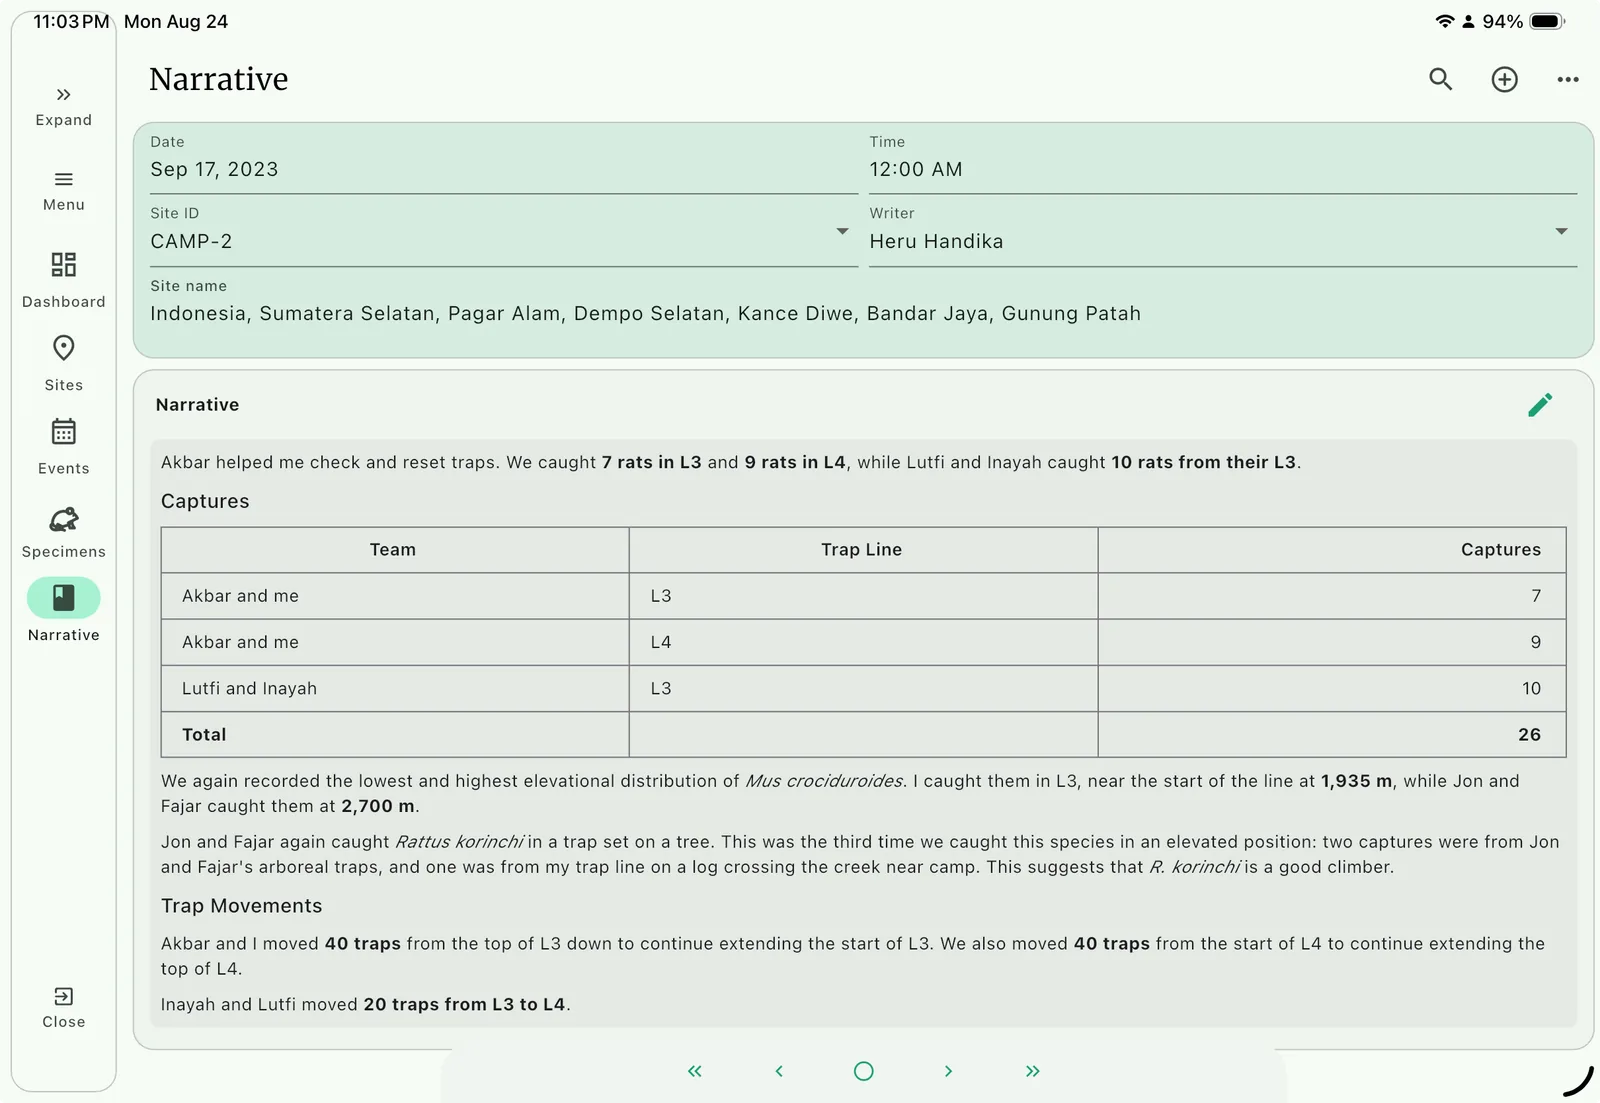 11:03 PM Mon Aug 24
94%
Expand
Menu
Dashboard
Sites
Events
Specimens
Narrative
Close
Narrative
Date
Sep 17, 2023
Time
12:00 AM
Site ID
CAMP-2
Writer
Heru Handika
Site name
Indonesia, Sumatera Selatan, Pagar Alam, Dempo Selatan, Kance Diwe, Bandar Jaya, Gunung Patah
Narrative
Akbar helped me check and reset traps. We caught 7 rats in L3 and 9 rats in L4, while Lutfi and Inayah caught 10 rats from their L3.
Captures
Team Trap Line Captures
Akbar and me L3 7
Akbar and me L4 9
Lutfi and Inayah L3 10
Total 26
We again recorded the lowest and highest elevational distribution of Mus crociduroides. I caught them in L3, near the start of the line at 1,935 m, while Jon and
Fajar caught them at 2,700 m.
Jon and Fajar again caught Rattus korinchi in a trap set on a tree. This was the third time we caught this species in an elevated position: two captures were from Jon
and Fajar's arboreal traps, and one was from my trap line on a log crossing the creek near camp. This suggests that R. korinchi is a good climber.
Trap Movements
Akbar and I moved 40 traps from the top of L3 down to continue extending the start of L3. We also moved 40 traps from the start of L4 to continue extending the
top of L4.
Inayah and Lutfi moved 20 traps from L3 to L4.